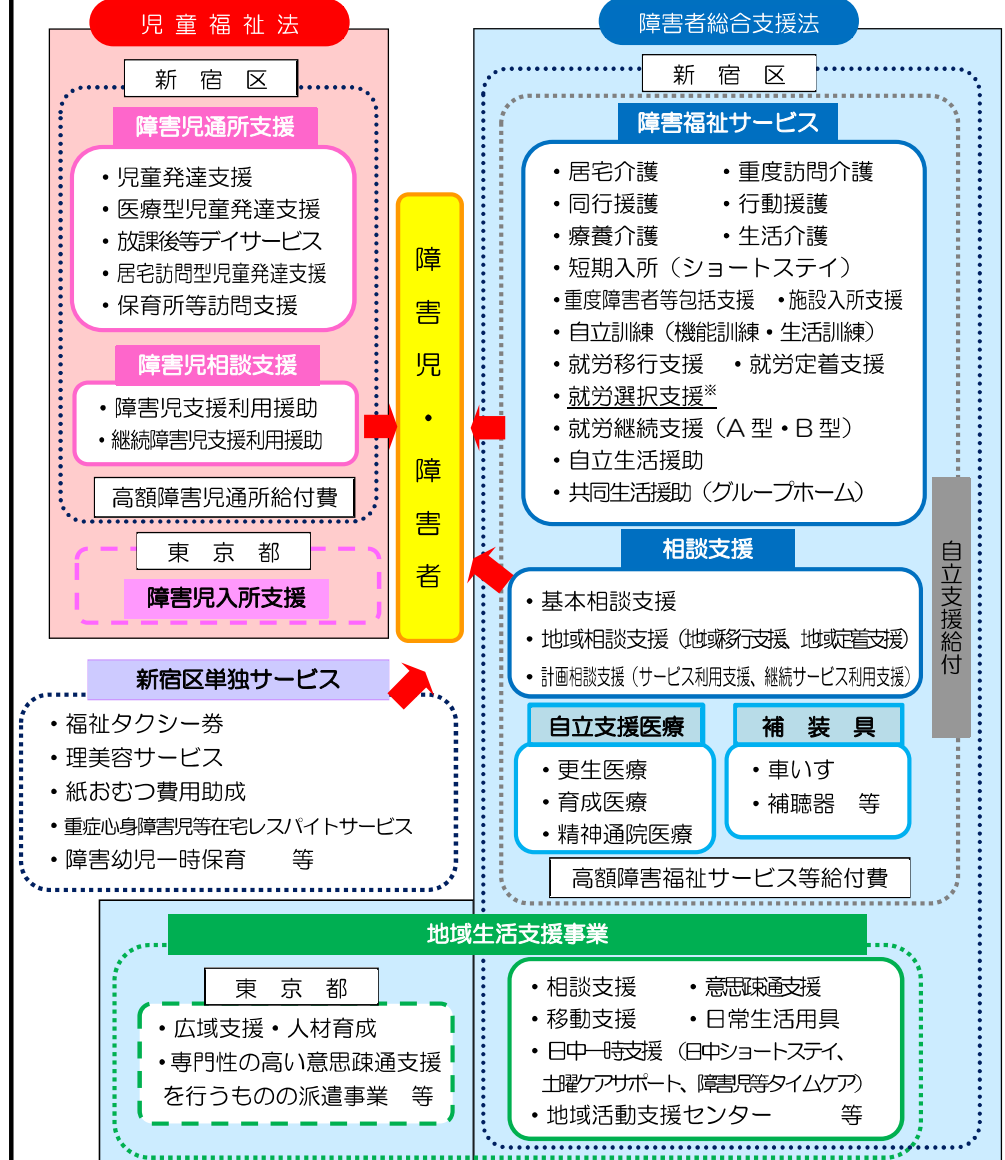 児童福祉法
新宿区
障害児通所支援
・児童発達支援
・医療型児童発達支援
・放課後等デイサービス
・居宅訪問型児童発達支援
・保育所等訪問支援
障害児相談支援
・障害児支援利用援助
・継続障害児支援利用援助
高額障害児通所給付費
東京都
障害児入所支援
障害児・障害者
障害者総合支援法
新宿区
障害福祉サービス
・居宅介護 ・重度訪問介護
・同行援護 ・行動援護
・療養介護 ・生活介護
・短期入所（ショートステイ）
・重度障害者等包括支援 ・施設入所支援
・自立訓練（機能訓練・生活訓練）
・就労移行支援 ・就労定着支援
・就労選択支援※
・就労継続支援（A型・B型）
・自立生活援助
・共同生活援助（グループホーム）
相談支援
・基本相談支援
・地域相談支援（地域移行支援、地域定着支援）
・計画相談支援（サービス利用支援、継続サービス利用支援）
自立支援給付
自立支援医療
・更生医療
・育成医療
・精神通院医療
補装具
・車いす
・補聴器 等
高額障害福祉サービス等給付費
新宿区単独サービス
・福祉タクシー券
・理美容サービス
・紙おむつ費用助成
・重症心身障害児等在宅レスパイトサービス
・障害幼児一時保育 等
地域生活支援事業
東京都
・広域支援・人材育成
・専門性の高い意思疎通支援
を行うものの派遣事業 等
・相談支援 ・意思疎通支援
・移動支援 ・日常生活用具
・日中一時支援（日中ショートステイ、
土曜ケアサポート、障害児等タイムケア）
・地域活動支援センター 等